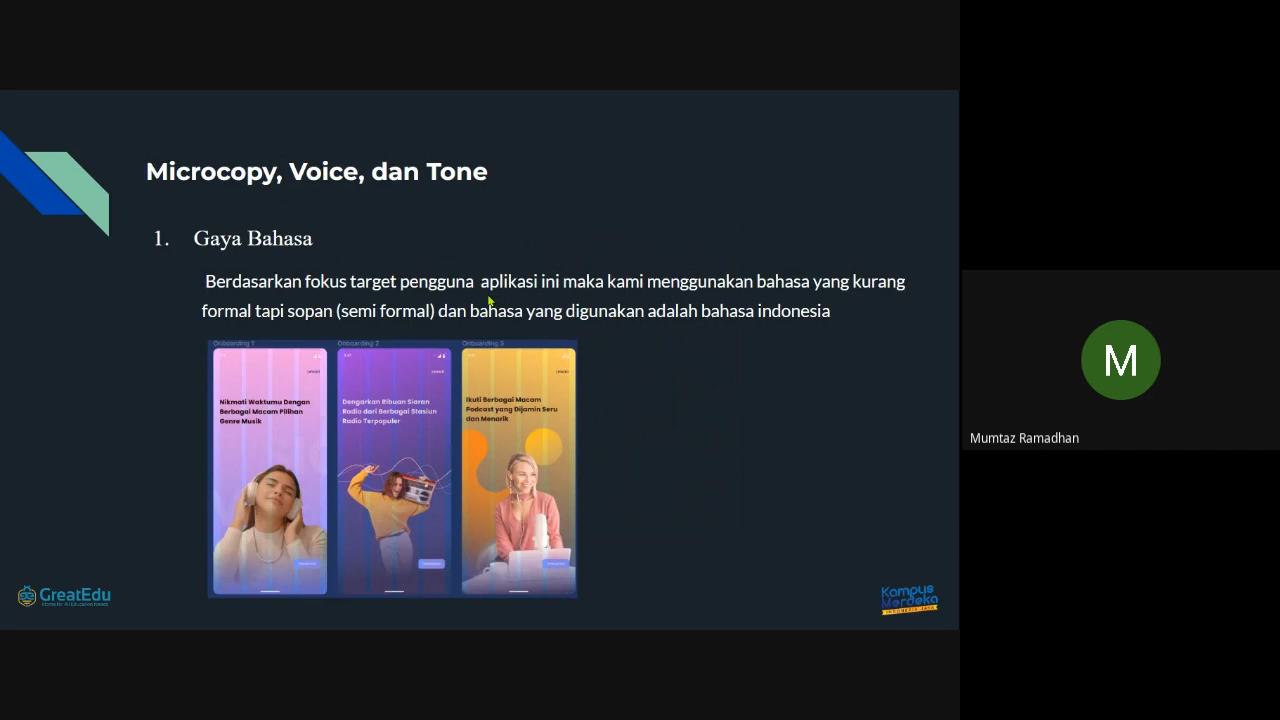 Microcopy, Voice, dan Tone
1. Gaya Bahasa
Berdasarkan fokus target pengguna aplikasi ini maka kami menggunakan bahasa yang kurang
formal tapi sopan (semi formal) dan bahasa yang digunakan adalah bahasa indonesia
Onboarding 1
Nikmati Waktumu Dengan
Berbagai Macam Pilihan
Genre Musik
Onboarding 2
Dengarkan Ribuan Siaran
Radio dari Berbagai Stasiun
Radio Terpopuler
Onboarding 3
Ikuti Berbagai Macam
Podcast yang Dijamin Seru
dan Menarik
GreatEdu
Kampus
Merdeka
INDONESIA JAYA
M
Mumtaz Ramadhan